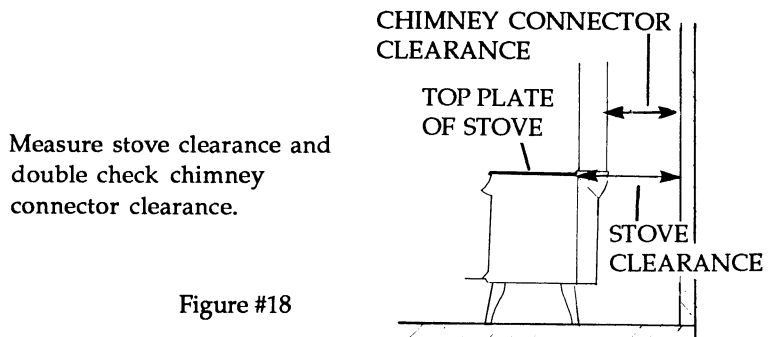 CHIMNEY CONNECTOR
CLEARANCE
TOP PLATE
OF STOVE
Measure stove clearance and
double check chimney
connector clearance.
STOVE
CLEARANCE
Figure #18